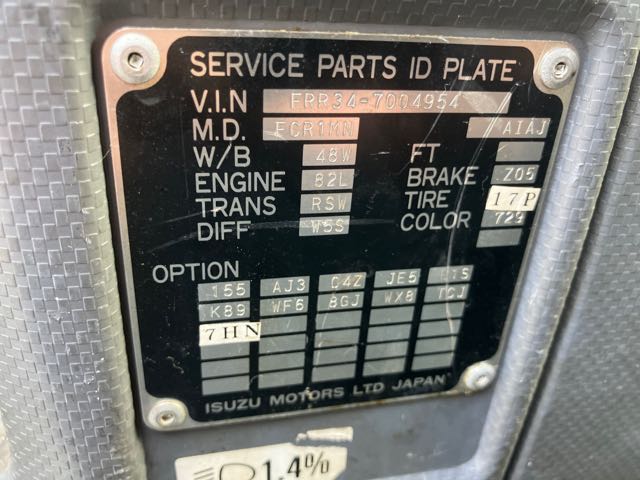 SERVICE PARTS ID PLATE
V.I.N FRR34-7004954
M.D. FCR1MN AIAJ
W/B 48W FT
ENGINE 82L BRAKE Z05
TRANS RSW TIRE 17P
DIFF W5S COLOR 729
OPTION
155 AJ3 C4Z JE5
K89 WF6 8GJ WX8 TCJ
7HN
ISUZU MOTORS LTD JAPAN
1.4%